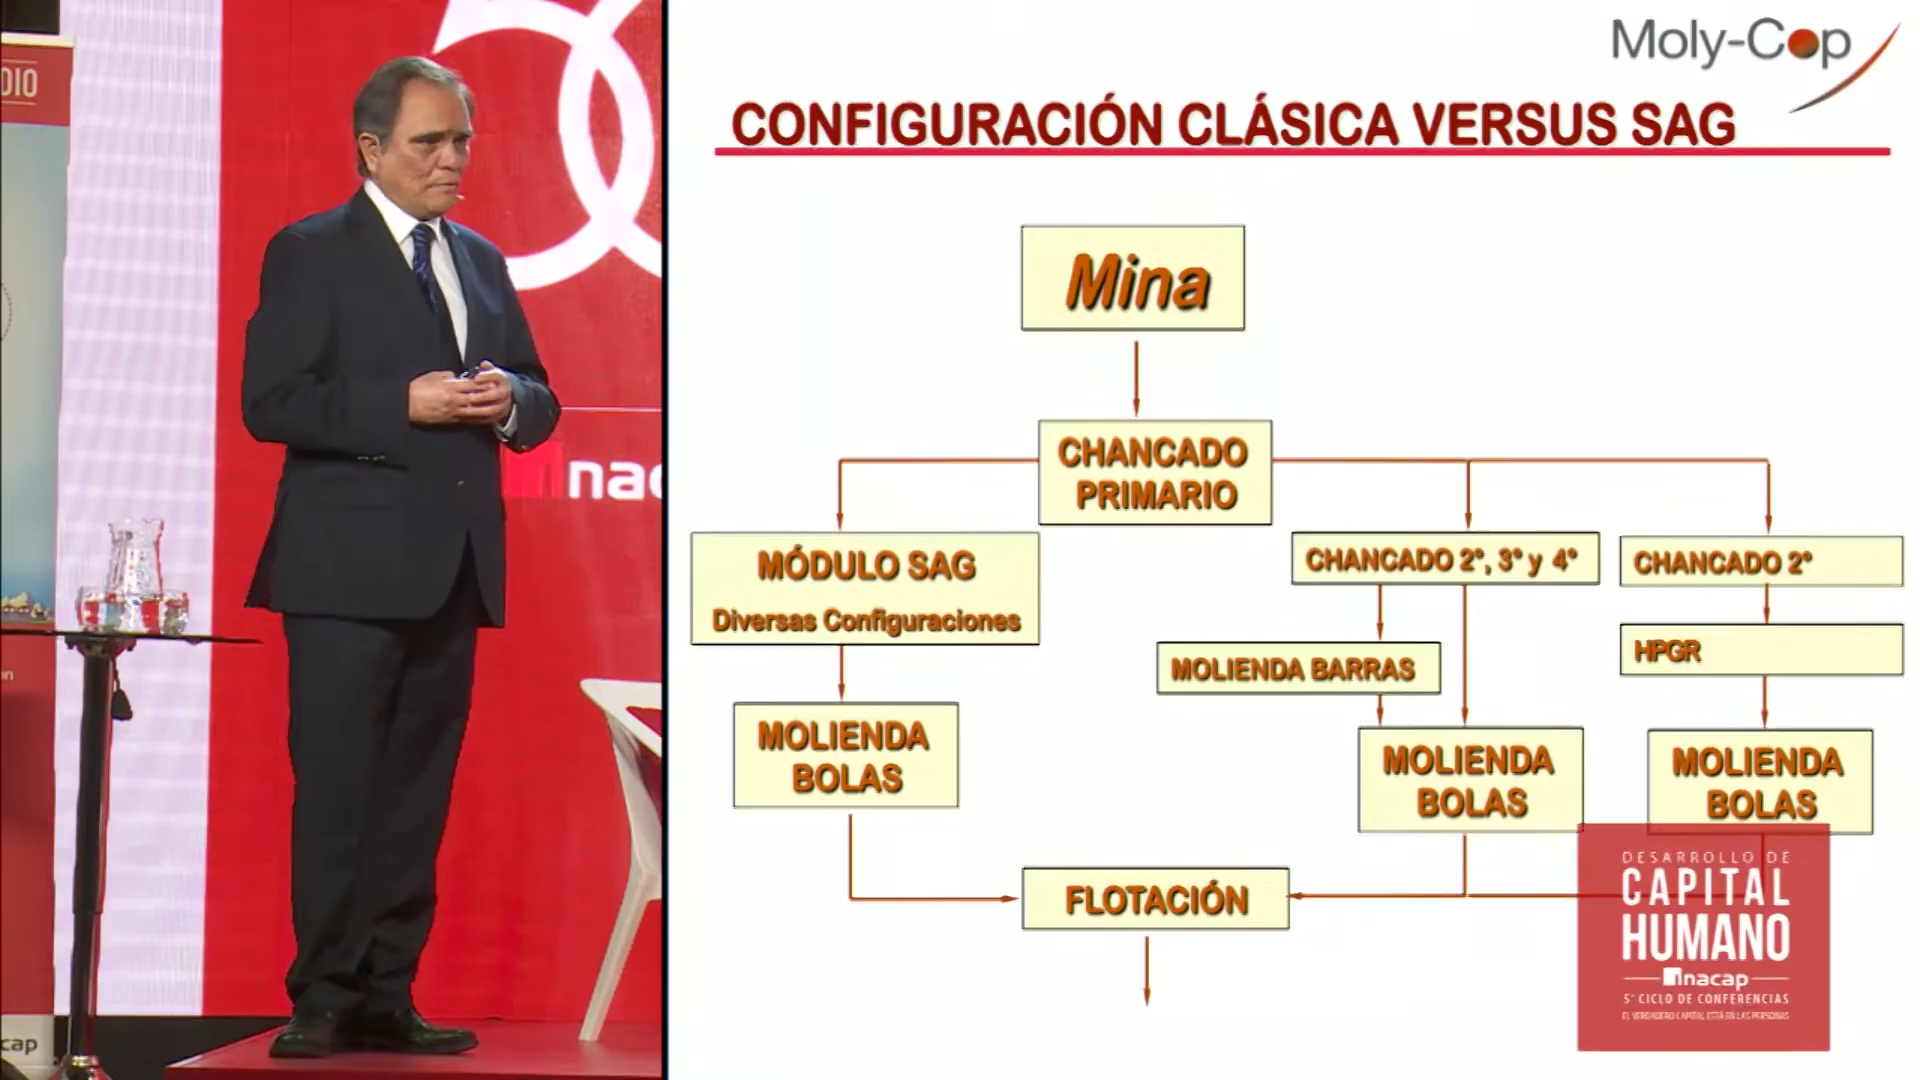 DIO
nac
cap
Moly-Cop
CONFIGURACIÓN CLÁSICA VERSUS SAG
Mina
CHANCADO
PRIMARIO
MÓDULO SAG
Diversas Configuraciones
CHANCADO 2°, 3° y 4°
CHANCADO 2°
HPGR
MOLIENDA BARRAS
MOLIENDA
BOLAS
MOLIENDA
BOLAS
MOLIENDA
BOLAS
FLOTACIÓN
DESARROLLO DE
CAPITAL
HUMANO
inacap
5° CICLO DE CONFERENCIAS
EL VERDADERO CAPITAL ESTÁ EN LAS PERSONAS